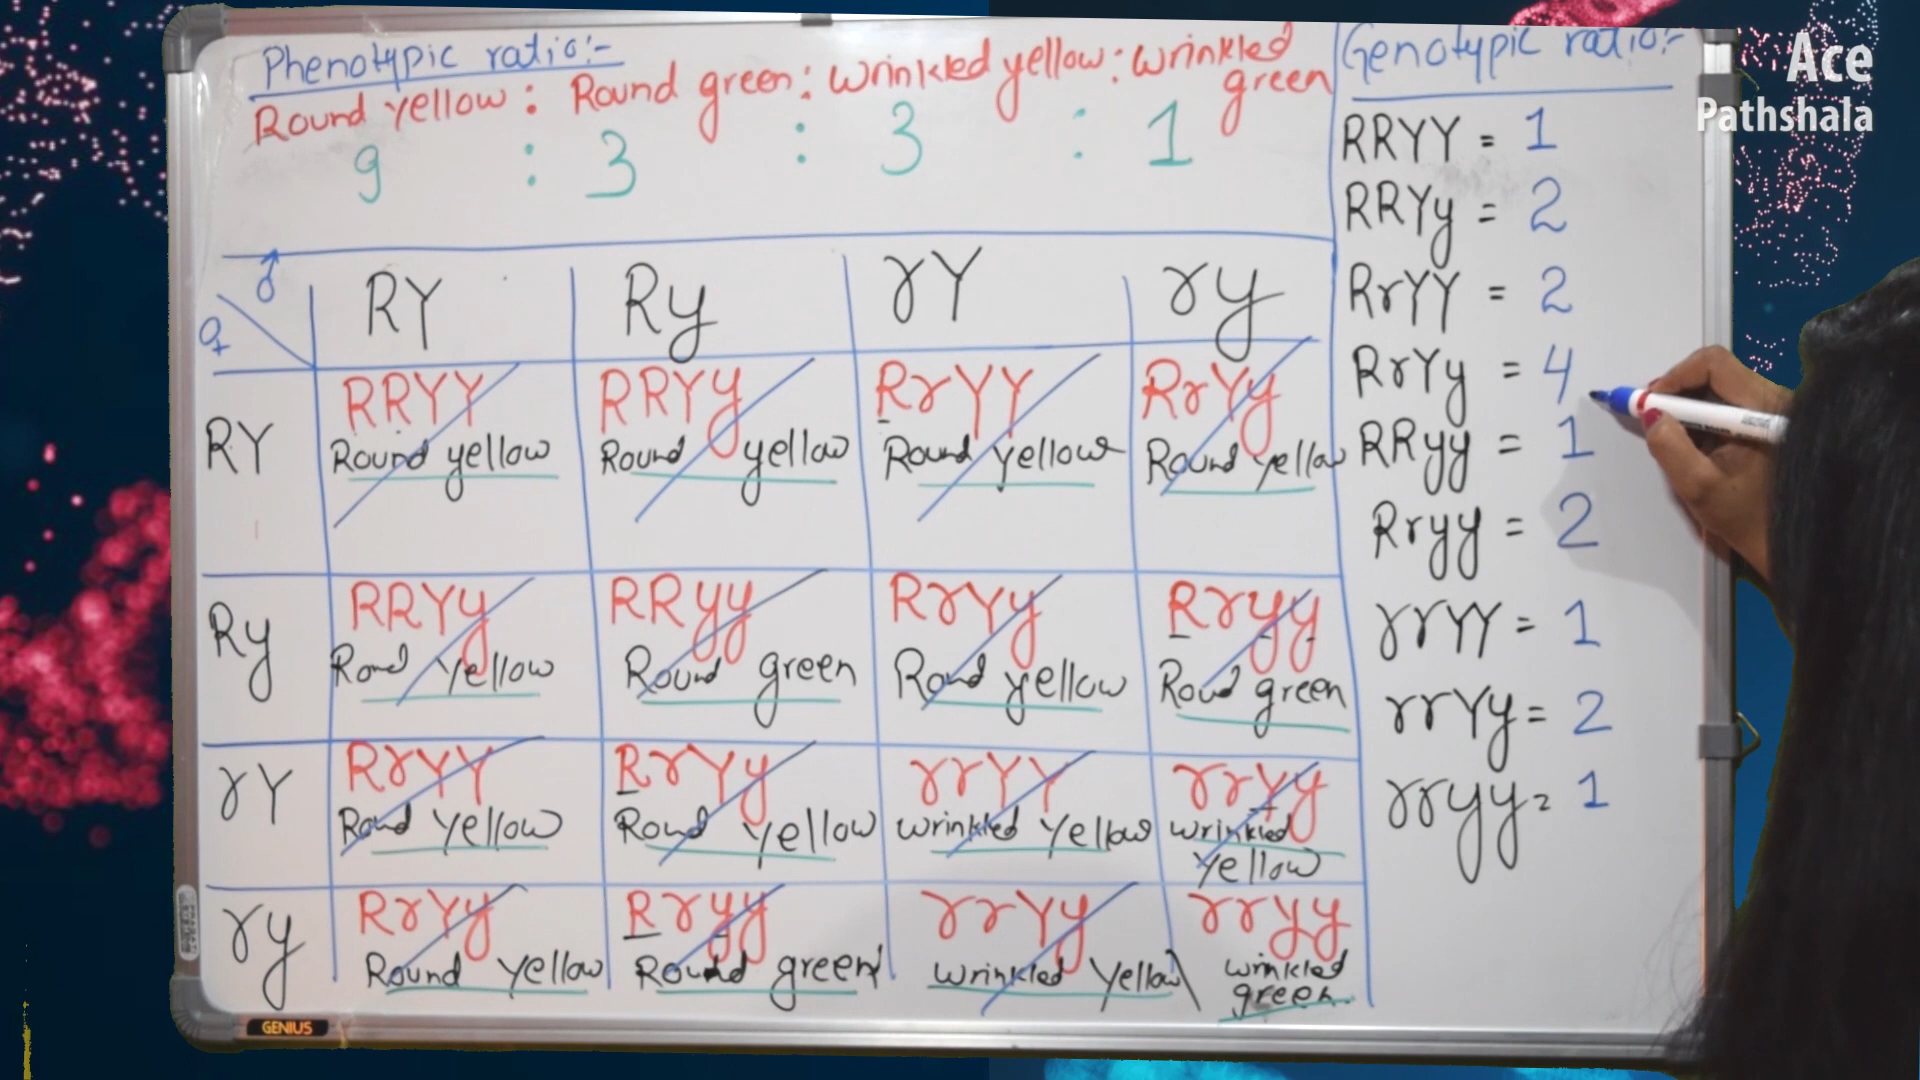 Phenotypic ratio:-
Round yellow : Round green : wrinkled yellow : wrinkled green
9 : 3 : 3 : 1
♂ RY Ry rY ry
♀
RY
RRYY RRYy RrYY RrYy
Round yellow Round yellow Round yellow Round yellow
Ry
RRYy RRyy RrYy Rryy
Round yellow Round green Round yellow Round green
rY
RrYY RrYy rrYY rrYy
Round yellow Round yellow wrinkled yellow wrinkled yellow
ry
RrYy Rryy rrYy rryy
Round yellow Round green wrinkled yellow wrinkled green
Genotypic ratio:-
RRYY = 1
RRYy = 2
RrYY = 2
RrYy = 4
RRyy = 1
Rryy = 2
rrYY = 1
rrYy = 2
rryy = 1
Ace
Pathshala
GENIUS